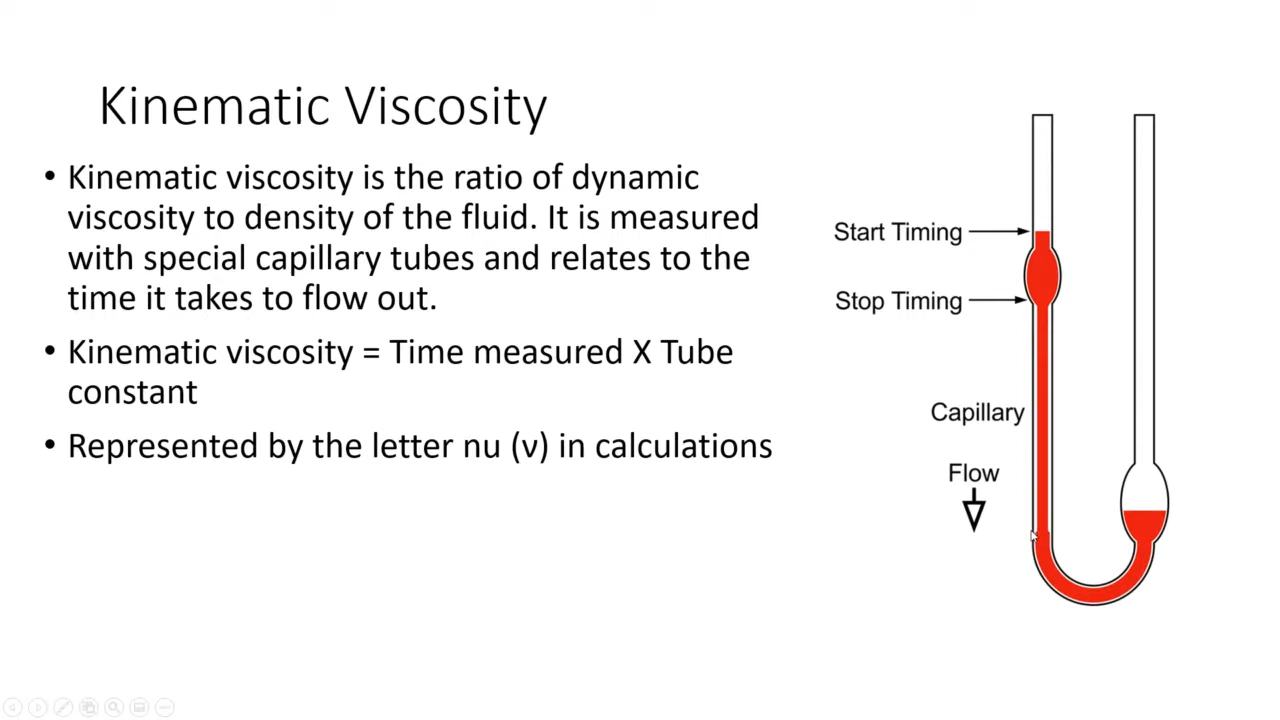 Kinematic Viscosity
• Kinematic viscosity is the ratio of dynamic
viscosity to density of the fluid. It is measured
with special capillary tubes and relates to the
time it takes to flow out.
• Kinematic viscosity = Time measured X Tube
constant
• Represented by the letter nu (ν) in calculations
Start Timing
Stop Timing
Capillary
Flow